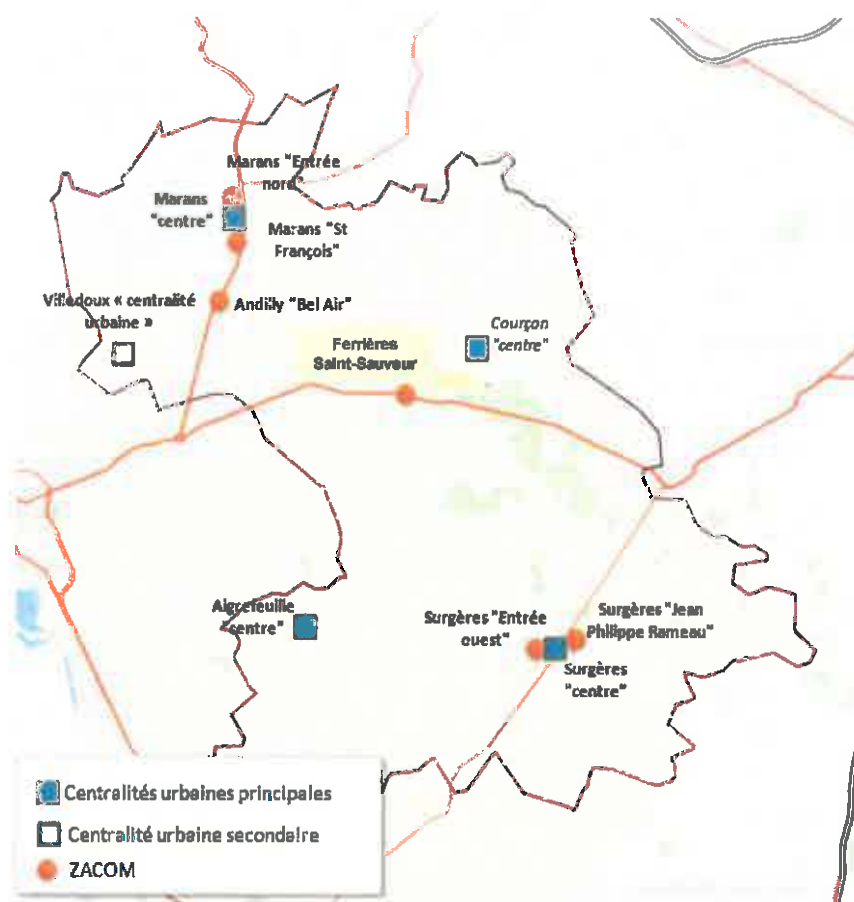 Marans "Entrée
nord"
Marans
"centre"
Marans "St
François"
Villedoux « centralité
urbaine »
Andilly "Bel Air"
Ferrières
Saint-Sauveur
Courçon
"centre"
Aigrefeuille
"centre"
Surgères "Entrée
ouest"
Surgères "Jean
Philippe Rameau"
Surgères
"centre"
Centralités urbaines principales
Centralité urbaine secondaire
ZACOM